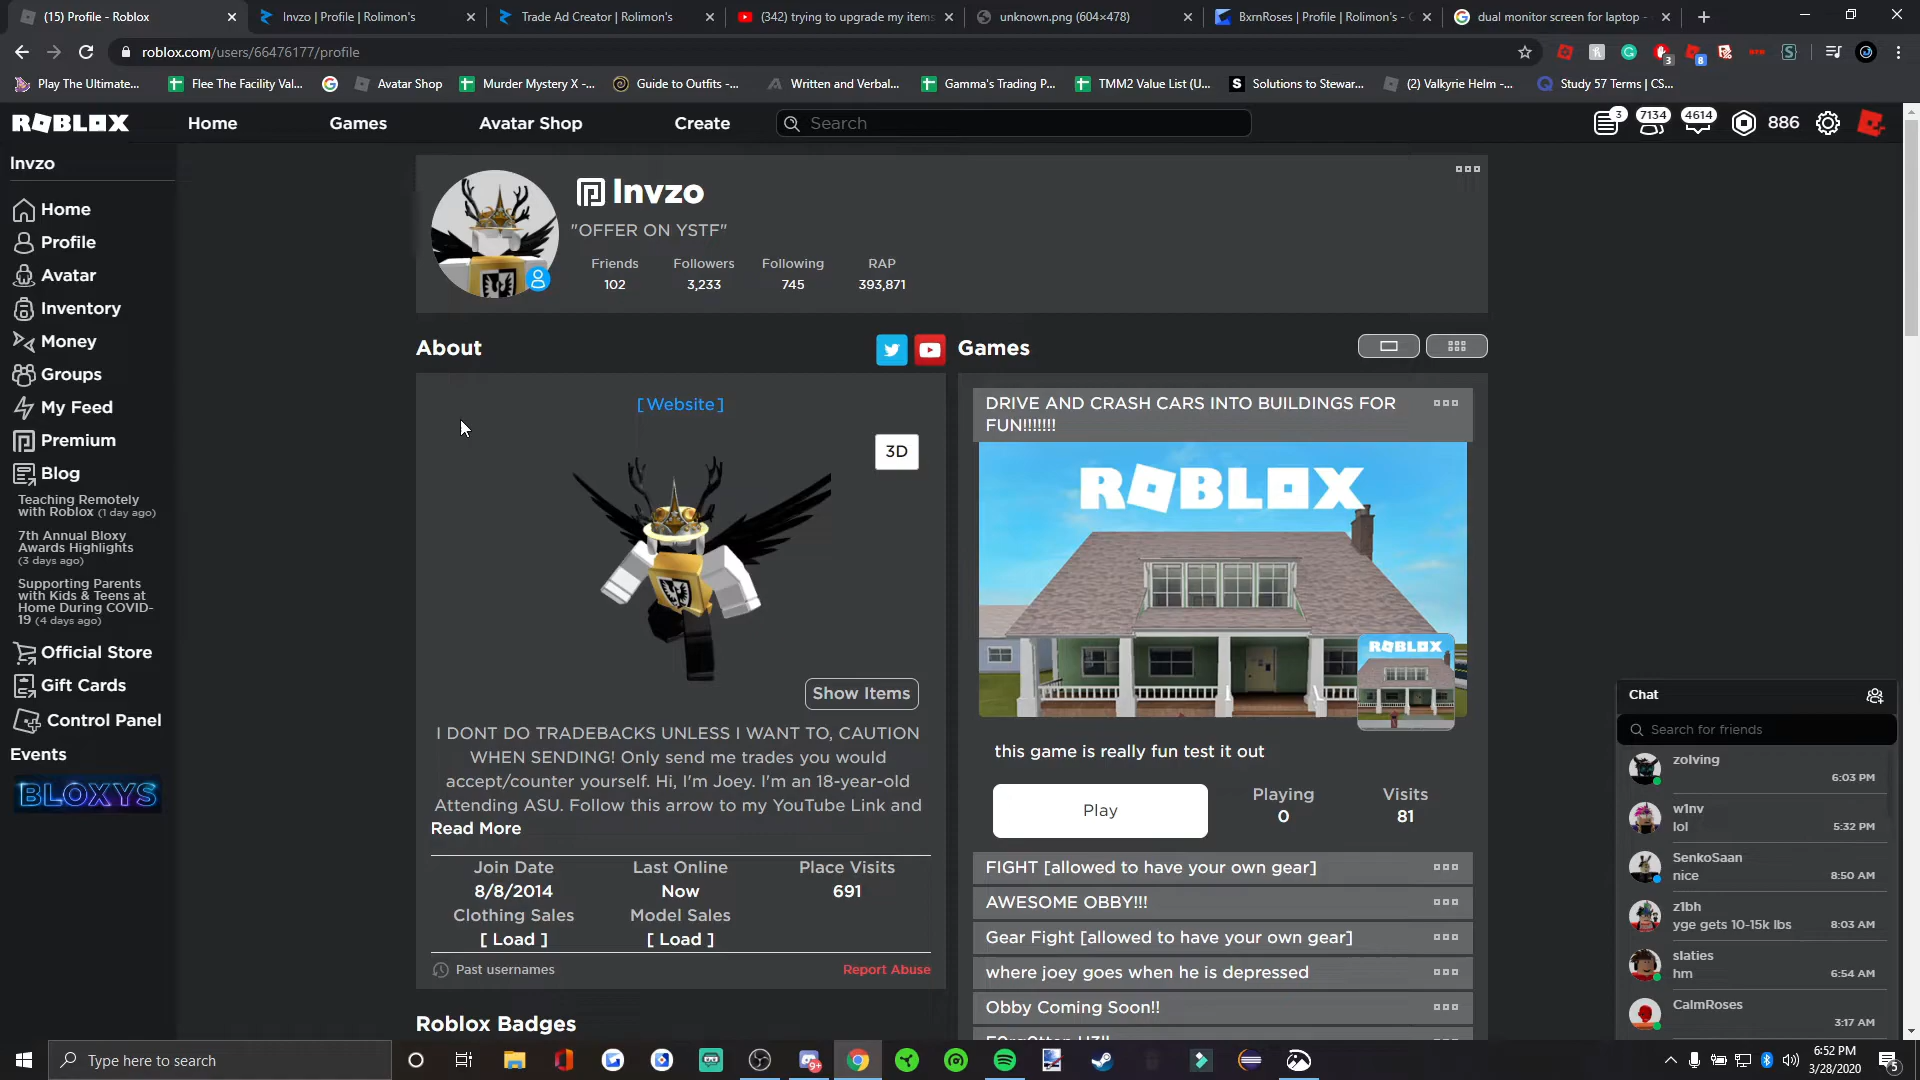 (15) Profile - Roblox
Invzo | Profile | Rolimon's
Trade Ad Creator | Rolimon's
(342) trying to upgrade my items
unknown.png (604×478)
BxmRoses | Profile | Rolimon's -
dual monitor screen for laptop -
roblox.com/users/66476177/profile
3
8
Play The Ultimate...
Flee The Facility Val...
Avatar Shop
Murder Mystery X -...
Guide to Outfits -...
Written and Verbal...
Gamma's Trading P...
TMM2 Value List (U...
Solutions to Stewar...
(2) Valkyrie Helm -...
Study 57 Terms | CS...
ROBLOX
Home
Games
Avatar Shop
Create
Search
3
7134
4614
886
Invzo
Home
Profile
Avatar
Inventory
Money
Groups
My Feed
Premium
Blog
Teaching Remotely
with Roblox (1 day ago)
7th Annual Bloxy
Awards Highlights
(3 days ago)
Supporting Parents
with Kids & Teens at
Home During COVID-
19 (4 days ago)
Official Store
Gift Cards
Control Panel
Events
BLOXYS
Invzo
"OFFER ON YSTF"
Friends
Followers
Following
RAP
102
3,233
745
393,871
About
[Website]
3D
Show Items
I DONT DO TRADEBACKS UNLESS I WANT TO, CAUTION
WHEN SENDING! Only send me trades you would
accept/counter yourself. Hi, I'm Joey. I'm an 18-year-old
Attending ASU. Follow this arrow to my YouTube Link and
Read More
Join Date
Last Online
Place Visits
8/8/2014
Now
691
Clothing Sales
Model Sales
[ Load ]
[ Load ]
Past usernames
Report Abuse
Roblox Badges
Games
DRIVE AND CRASH CARS INTO BUILDINGS FOR
FUN!!!!!!!
ROBLOX
ROBLOX
this game is really fun test it out
Play
Playing
0
Visits
81
FIGHT [allowed to have your own gear]
AWESOME OBBY!!!
Gear Fight [allowed to have your own gear]
where joey goes when he is depressed
Obby Coming Soon!!
Chat
Search for friends
zolving
6:03 PM
w1nv
lol
5:32 PM
SenkoSaan
nice
8:50 AM
z1bh
yge gets 10-15k lbs
8:03 AM
slaties
hm
6:54 AM
CalmRoses
3:17 AM
Type here to search
9+
6:52 PM
3/28/2020
5